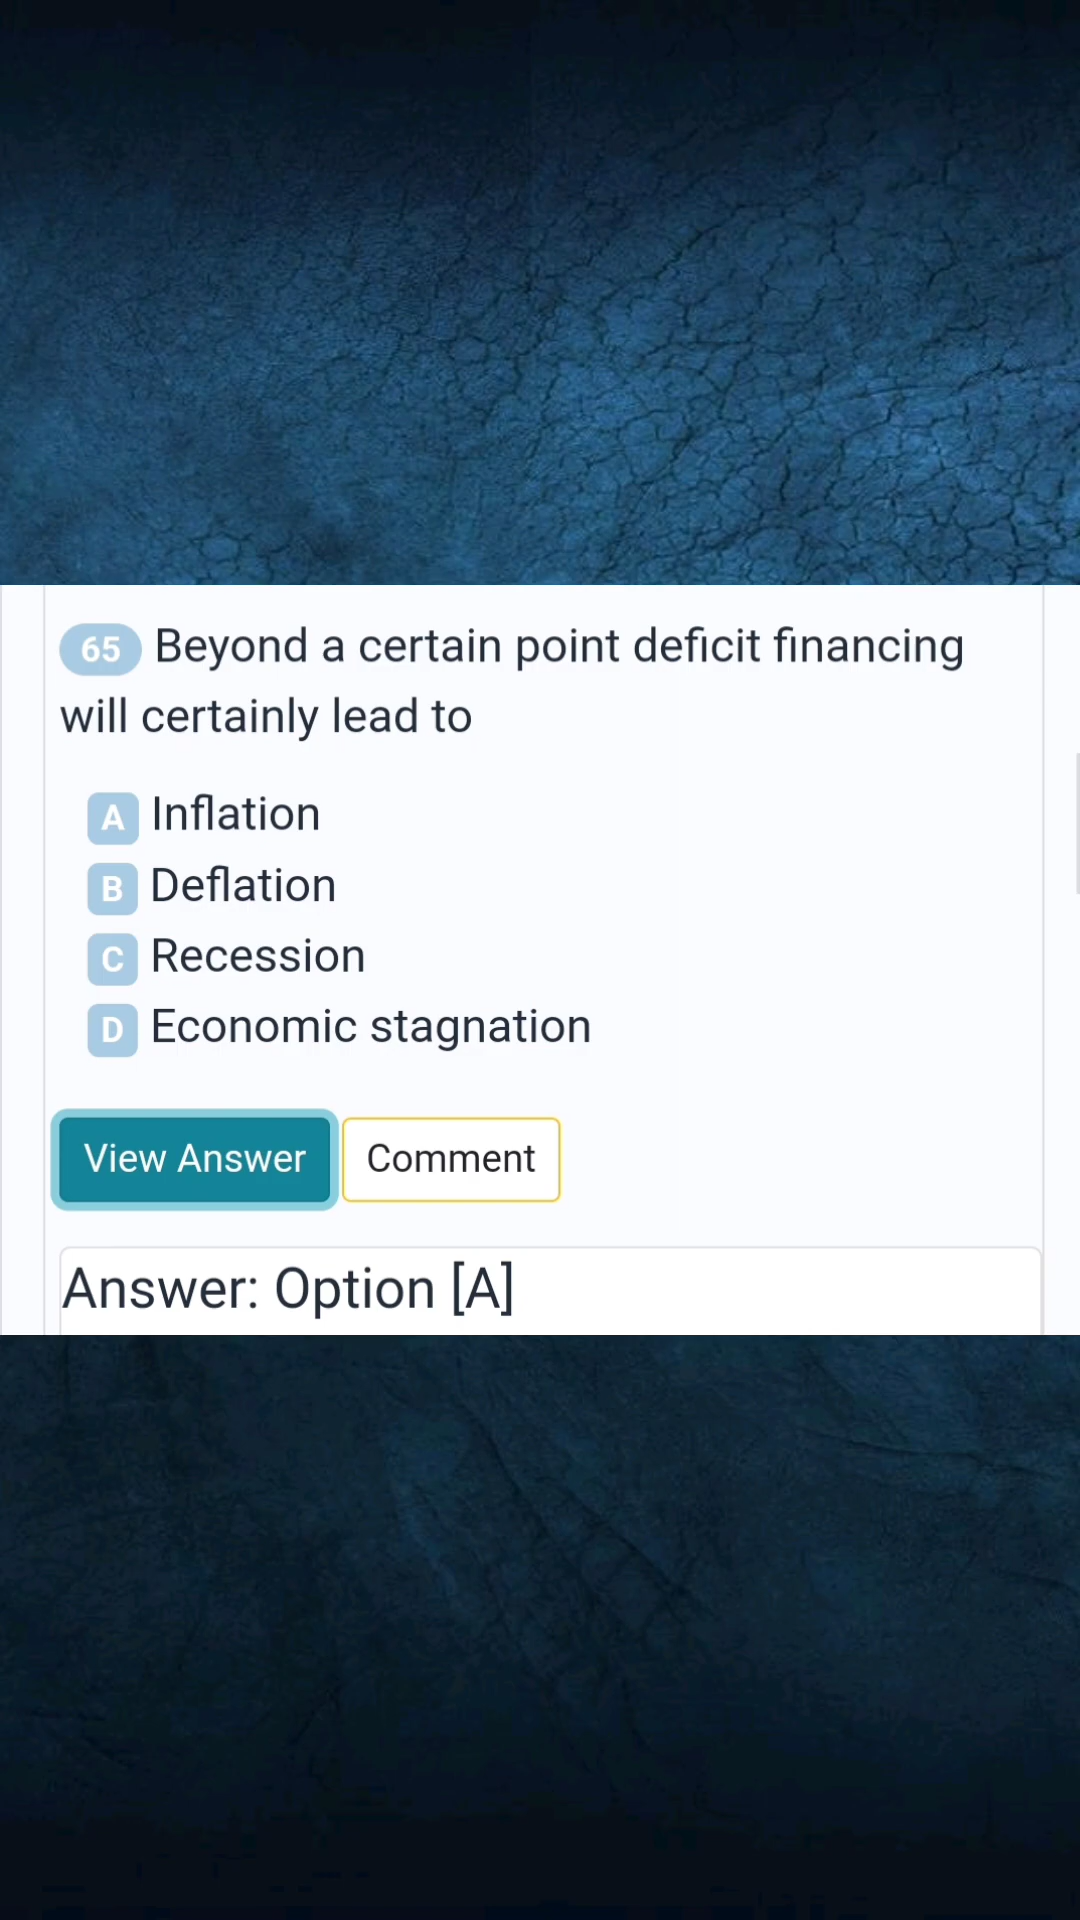 65 Beyond a certain point deficit financing
will certainly lead to
A Inflation
B Deflation
C Recession
D Economic stagnation
View Answer Comment
Answer: Option [A]